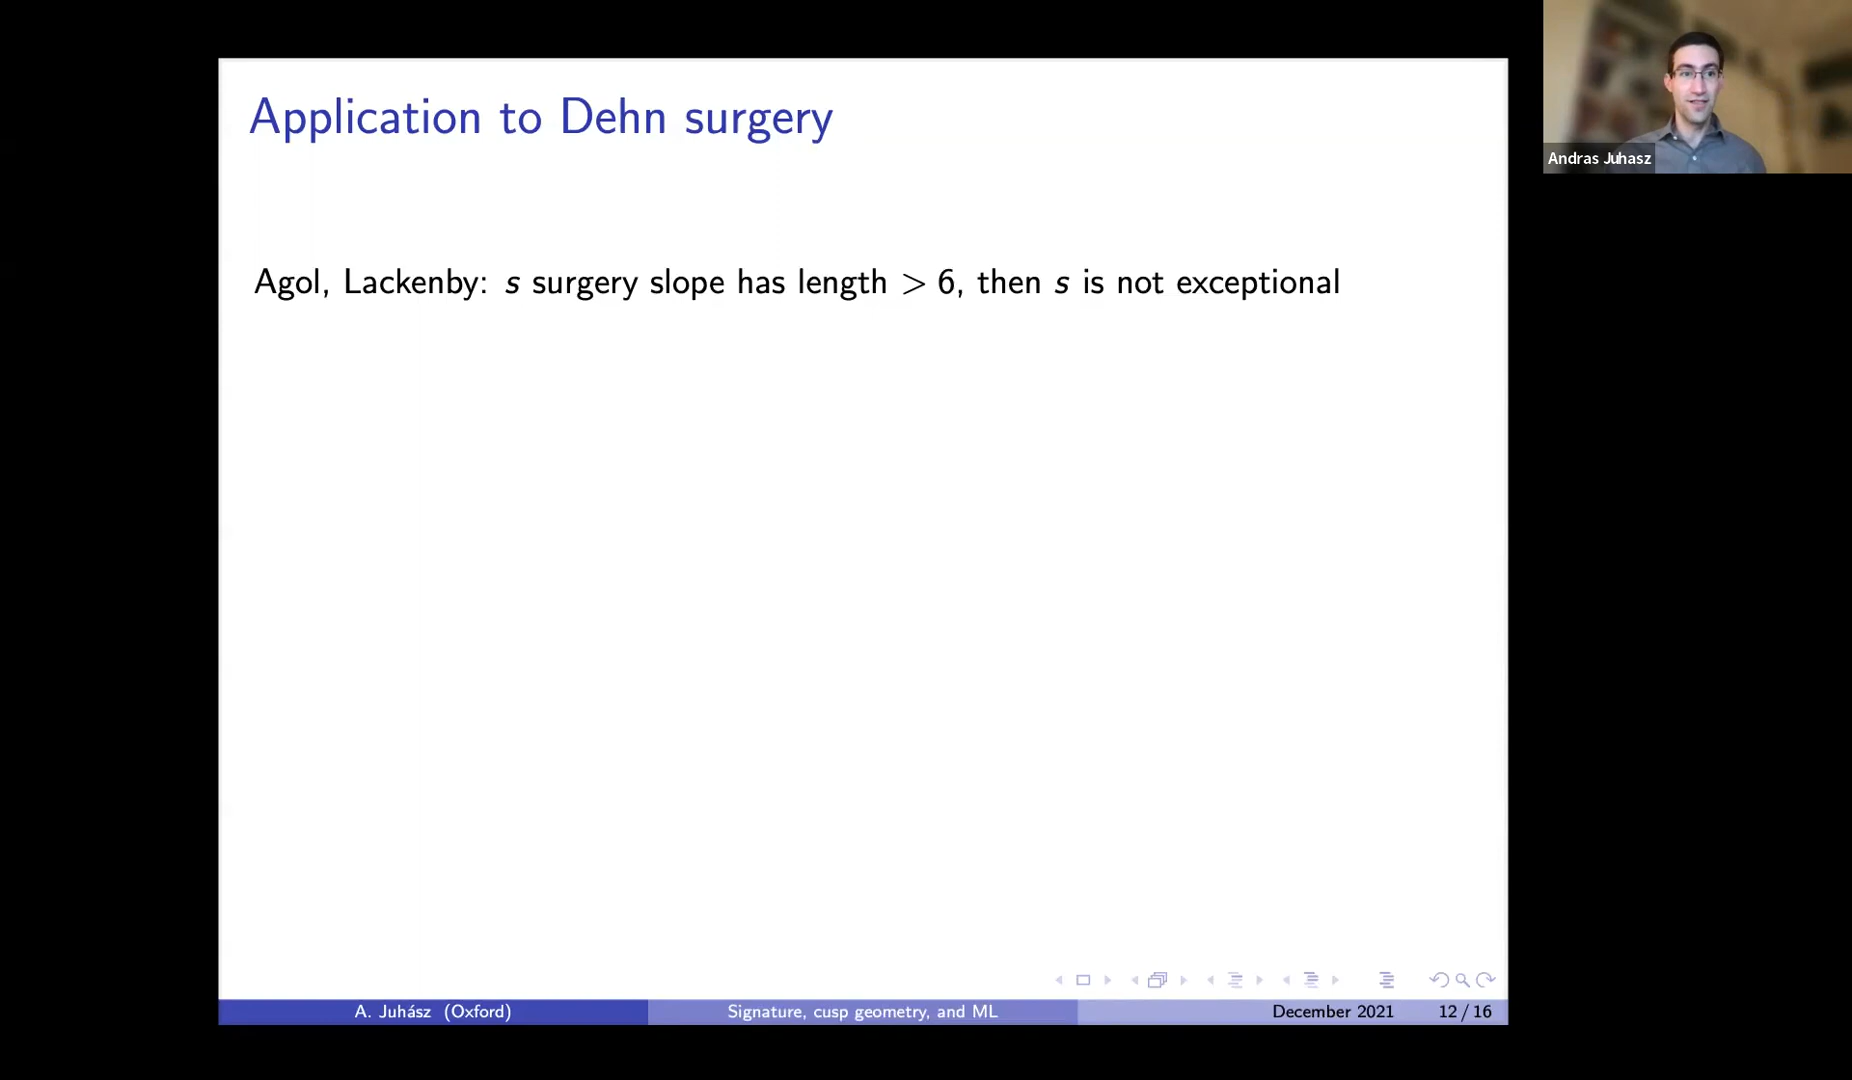 Application to Dehn surgery
Andras Juhasz
Agol, Lackenby: s surgery slope has length > 6, then s is not exceptional
A. Juhász (Oxford)
Signature, cusp geometry, and ML
December 2021
12 / 16